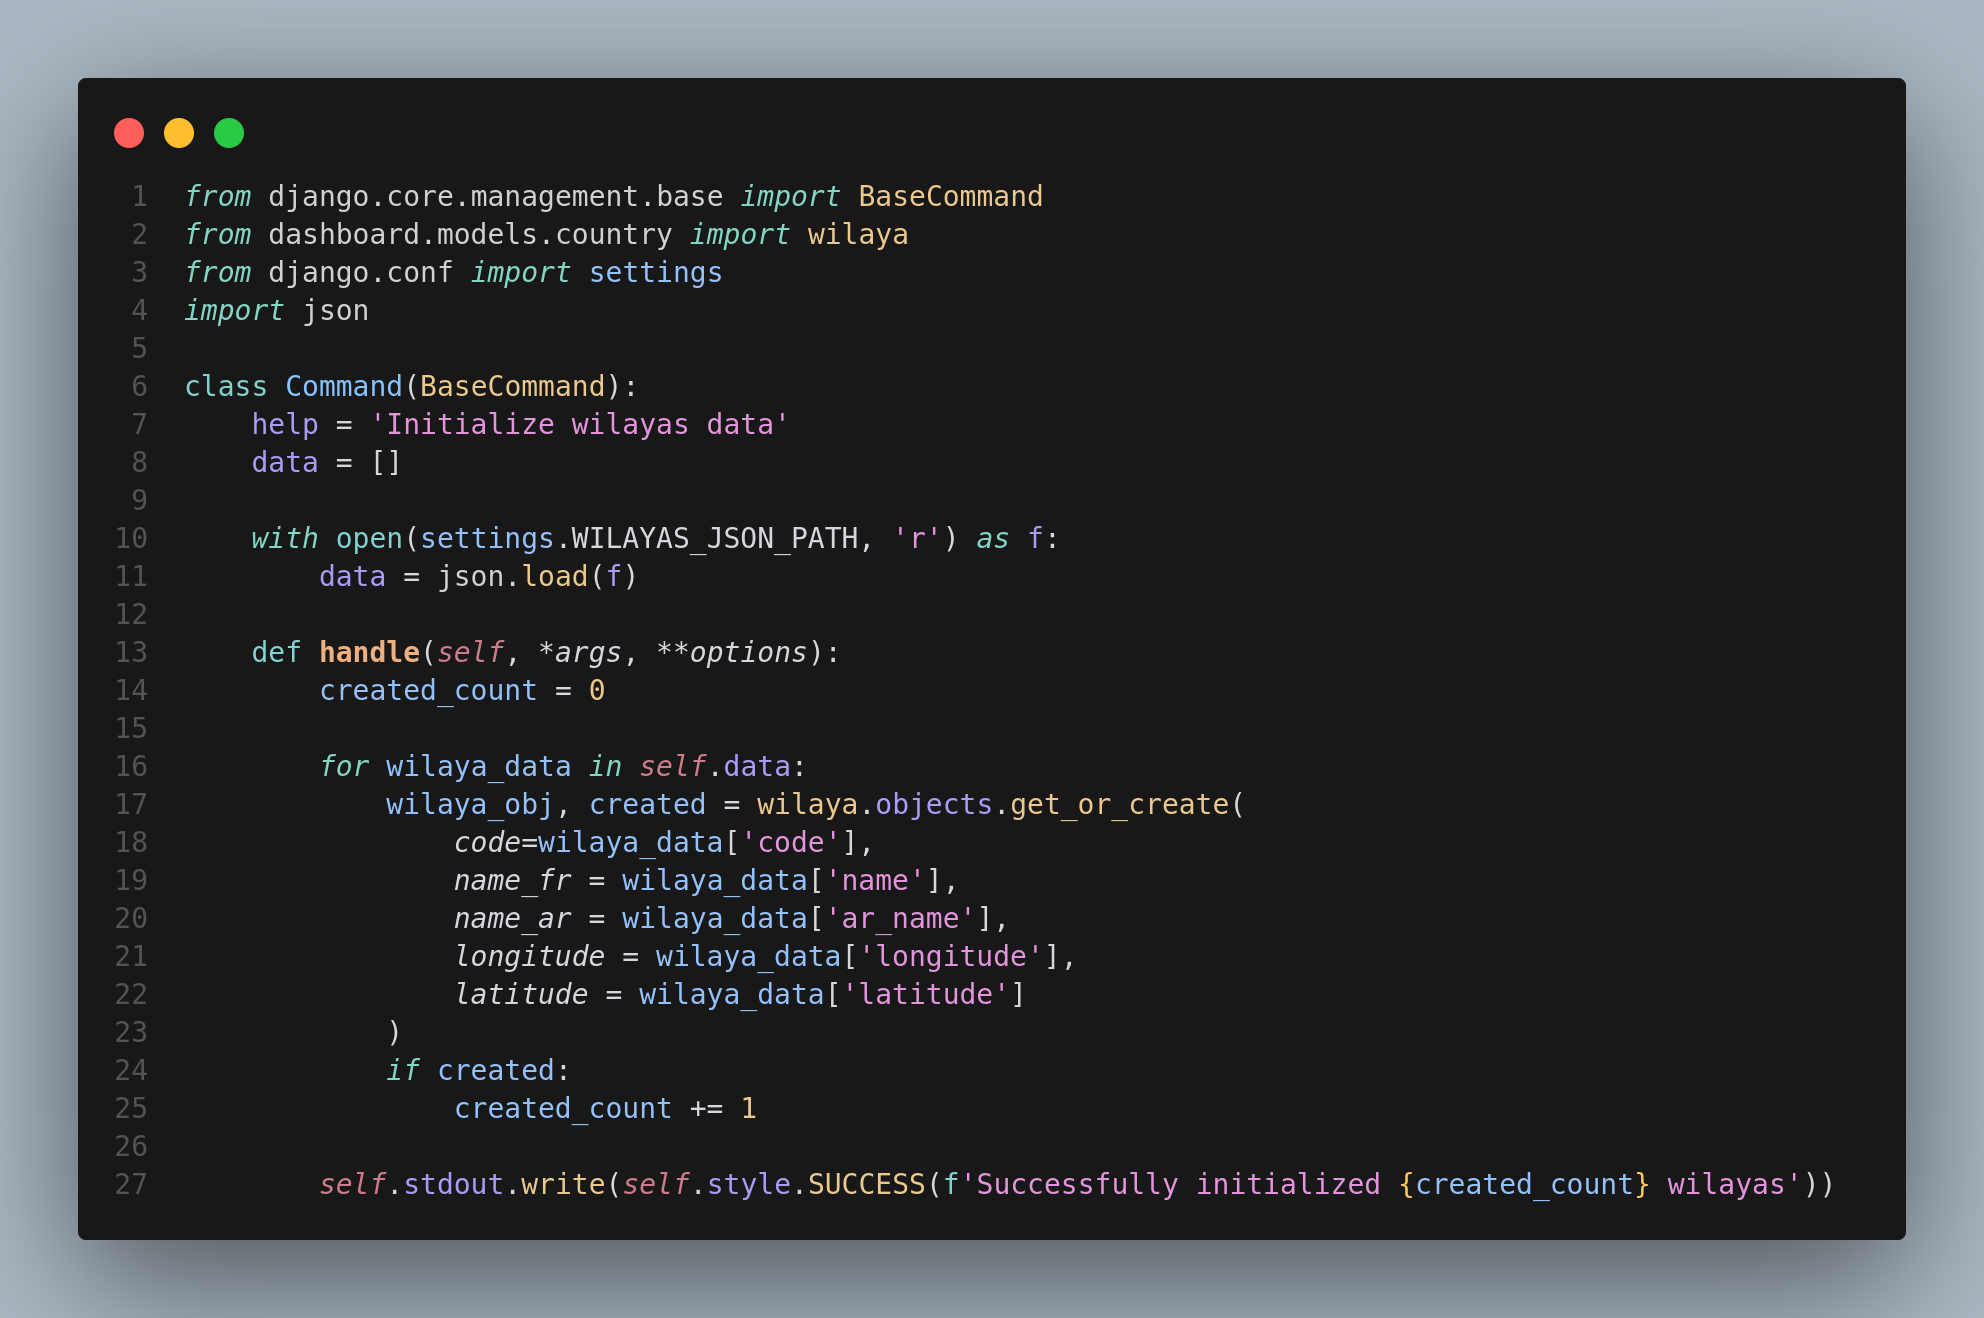 1 from django.core.management.base import BaseCommand
2 from dashboard.models.country import wilaya
3 from django.conf import settings
4 import json
5
6 class Command(BaseCommand):
7     help = 'Initialize wilayas data'
8     data = []
9
10     with open(settings.WILAYAS_JSON_PATH, 'r') as f:
11         data = json.load(f)
12
13     def handle(self, *args, **options):
14         created_count = 0
15
16         for wilaya_data in self.data:
17             wilaya_obj, created = wilaya.objects.get_or_create(
18                 code=wilaya_data['code'],
19                 name_fr = wilaya_data['name'],
20                 name_ar = wilaya_data['ar_name'],
21                 longitude = wilaya_data['longitude'],
22                 latitude = wilaya_data['latitude']
23             )
24             if created:
25                 created_count += 1
26
27         self.stdout.write(self.style.SUCCESS(f'Successfully initialized {created_count} wilayas'))